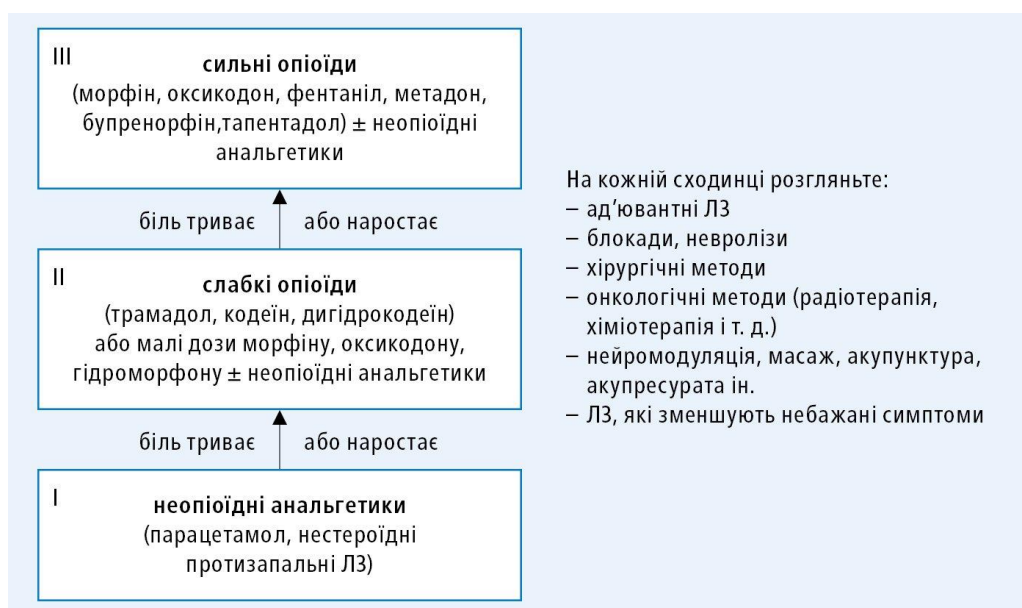 III
сильні опіоїди
(морфін, оксикодон, фентаніл, метадон,
бупренорфін,тапентадол) ± неопіоїдні
анальгетики
біль триває або наростає
II
слабкі опіоїди
(трамадол, кодеїн, дигідрокодеїн)
або малі дози морфіну, оксикодону,
гідроморфону ± неопіоїдні анальгетики
біль триває або наростає
I
неопіоїдні анальгетики
(парацетамол, нестероїдні
протизапальні ЛЗ)
На кожній сходинці розгляньте:
– ад’ювантні ЛЗ
– блокади, невролізи
– хірургічні методи
– онкологічні методи (радіотерапія,
хіміотерапія і т. д.)
– нейромодуляція, масаж, акупунктура,
акупресурата ін.
– ЛЗ, які зменшують небажані симптоми